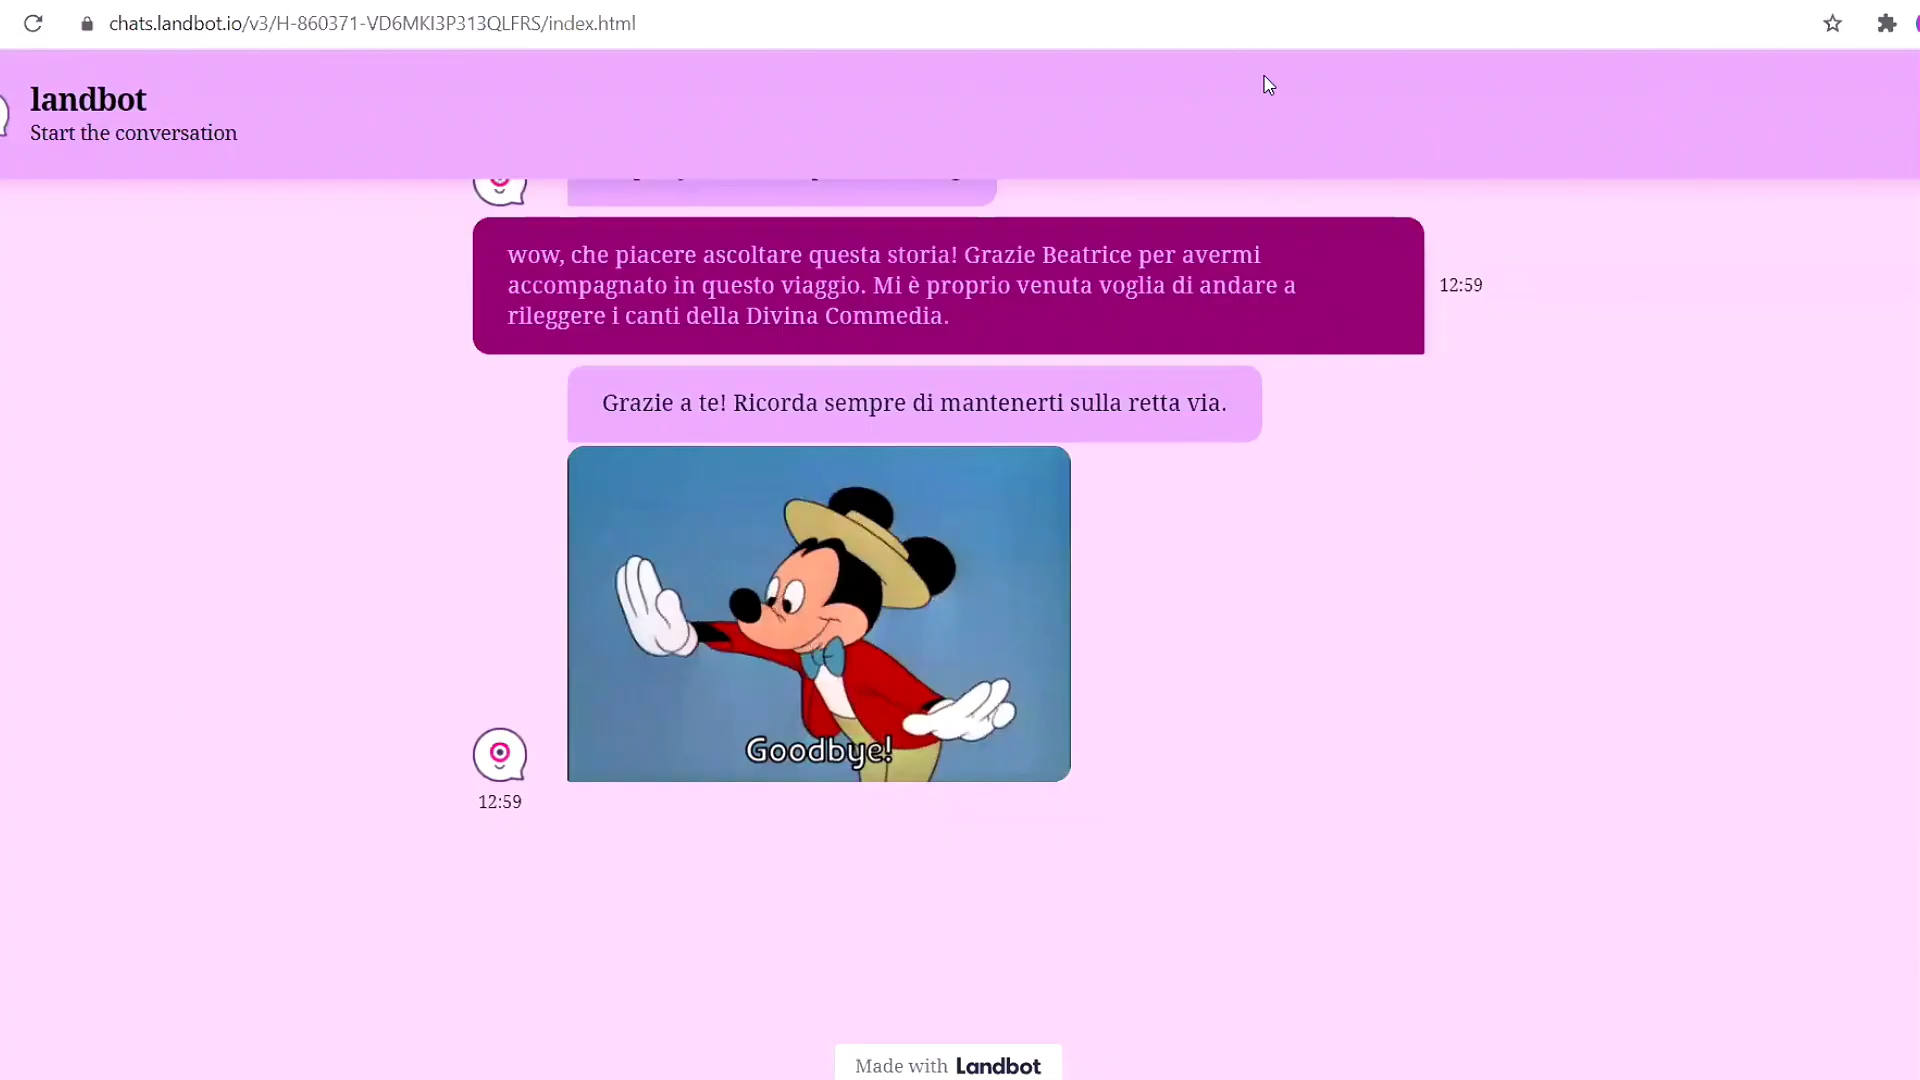 chats.landbot.io/v3/H-860371-VD6MKI3P313QLFRS/index.html
landbot
Start the conversation
wow, che piacere ascoltare questa storia! Grazie Beatrice per avermi
accompagnato in questo viaggio. Mi è proprio venuta voglia di andare a
rileggere i canti della Divina Commedia.
12:59
Grazie a te! Ricorda sempre di mantenerti sulla retta via.
Goodbye!
12:59
Made with Landbot